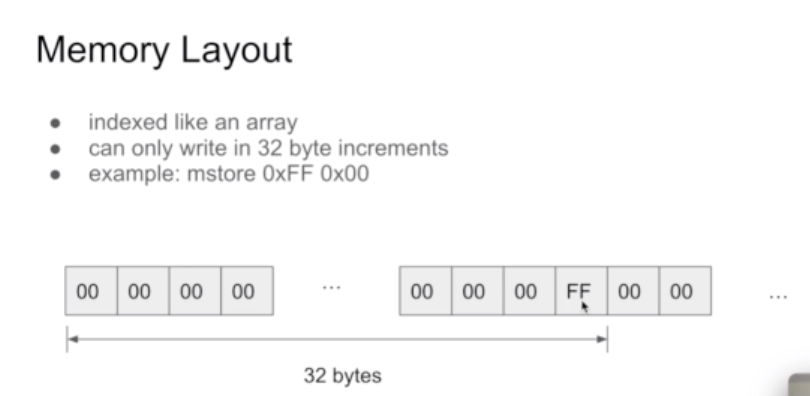 Memory Layout
● indexed like an array
● can only write in 32 byte increments
● example: mstore 0xFF 0x00
00 00 00 00 ... 00 00 00 FF 00 00 ...
32 bytes